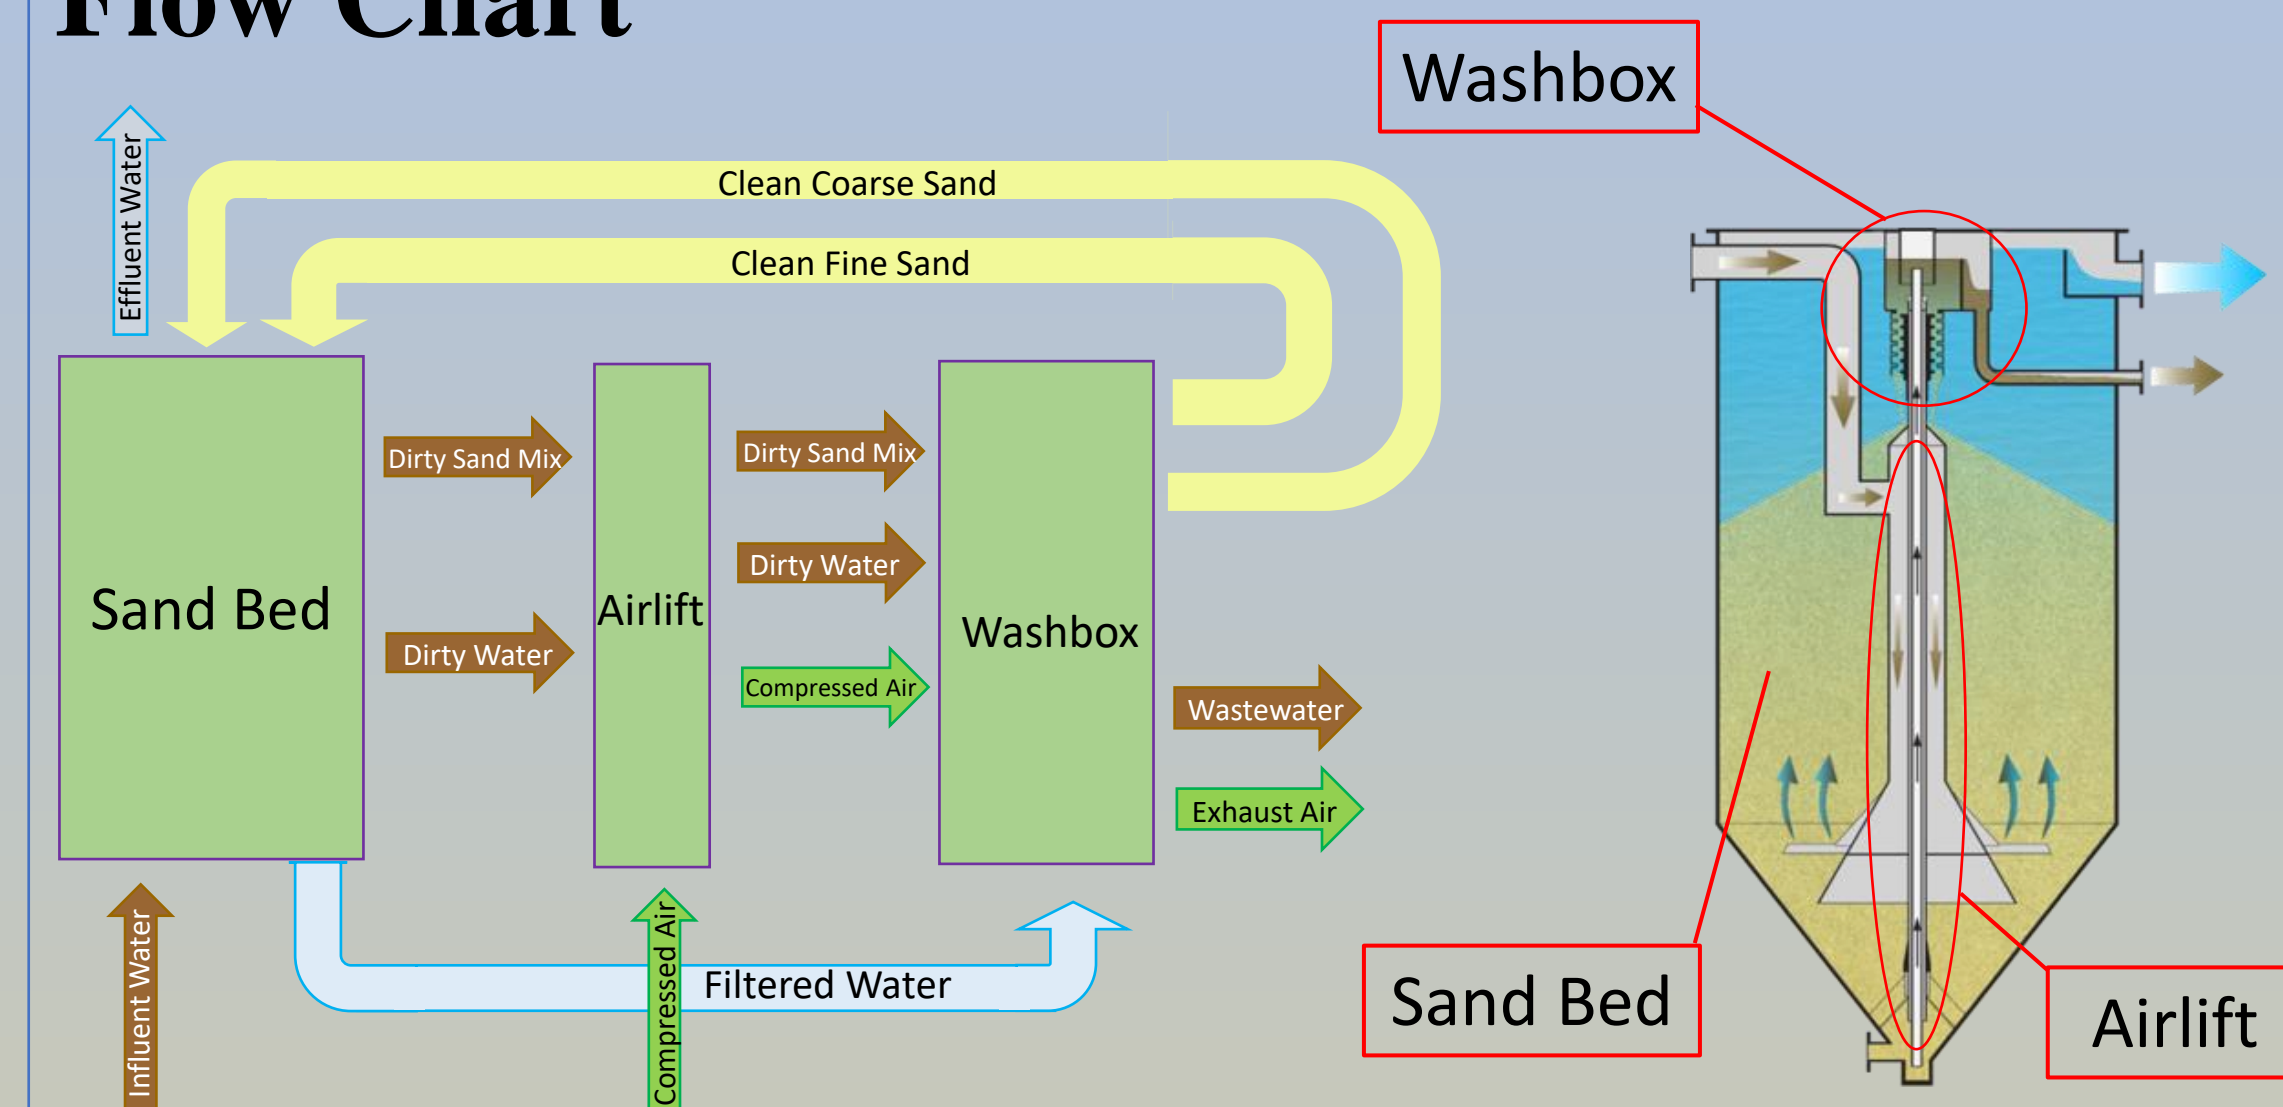 Flow Chart
Washbox
Effluent Water
Clean Coarse Sand
Clean Fine Sand
Dirty Sand Mix
Dirty Sand Mix
Dirty Water
Sand Bed
Airlift
Washbox
Dirty Water
Compressed Air
Wastewater
Exhaust Air
Influent Water
Compressed Air
Filtered Water
Sand Bed
Airlift